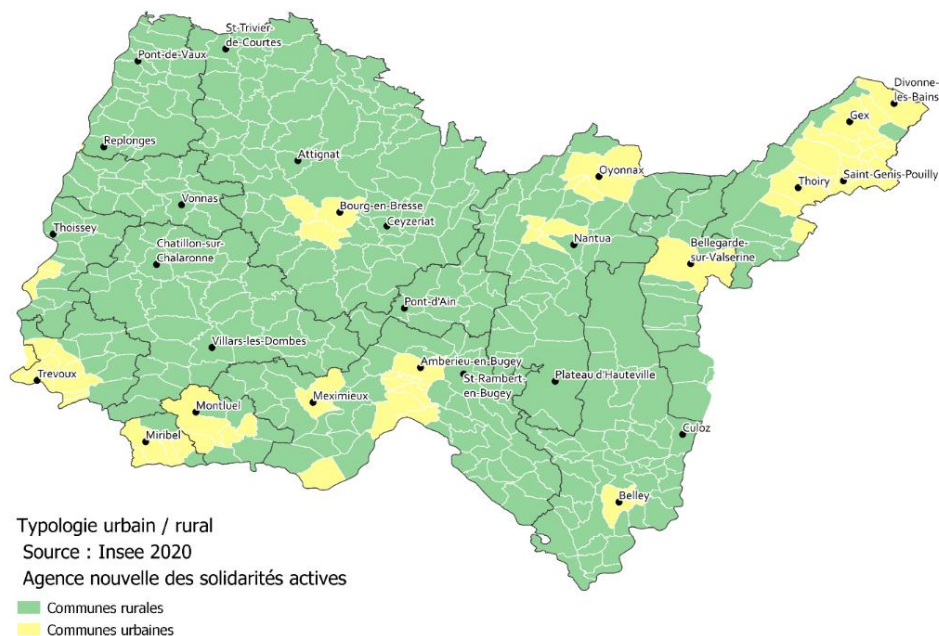 St-Trivier-
de-Courtes
Pont-de-Vaux
Divonne-
les-Bains
Gex
Replonges
Attignat
Oyonnax
Saint-Genis-Pouilly
Thoiry
Vonnas
Bourg-en-Bresse
Ceyzeriat
Thoissey
Nantua
Chatillon-sur-
Chalaronne
Bellegarde-
sur-Valserine
Pont-d'Ain
Villars-les-Dombes
Amberieu-en-Bugey
St-Rambert-
en-Bugey
Plateau d'Hauteville
Trevoux
Meximieux
Montluel
Miribel
Culoz
Belley
Typologie urbain / rural
Source : Insee 2020
Agence nouvelle des solidarités actives
Communes rurales
Communes urbaines